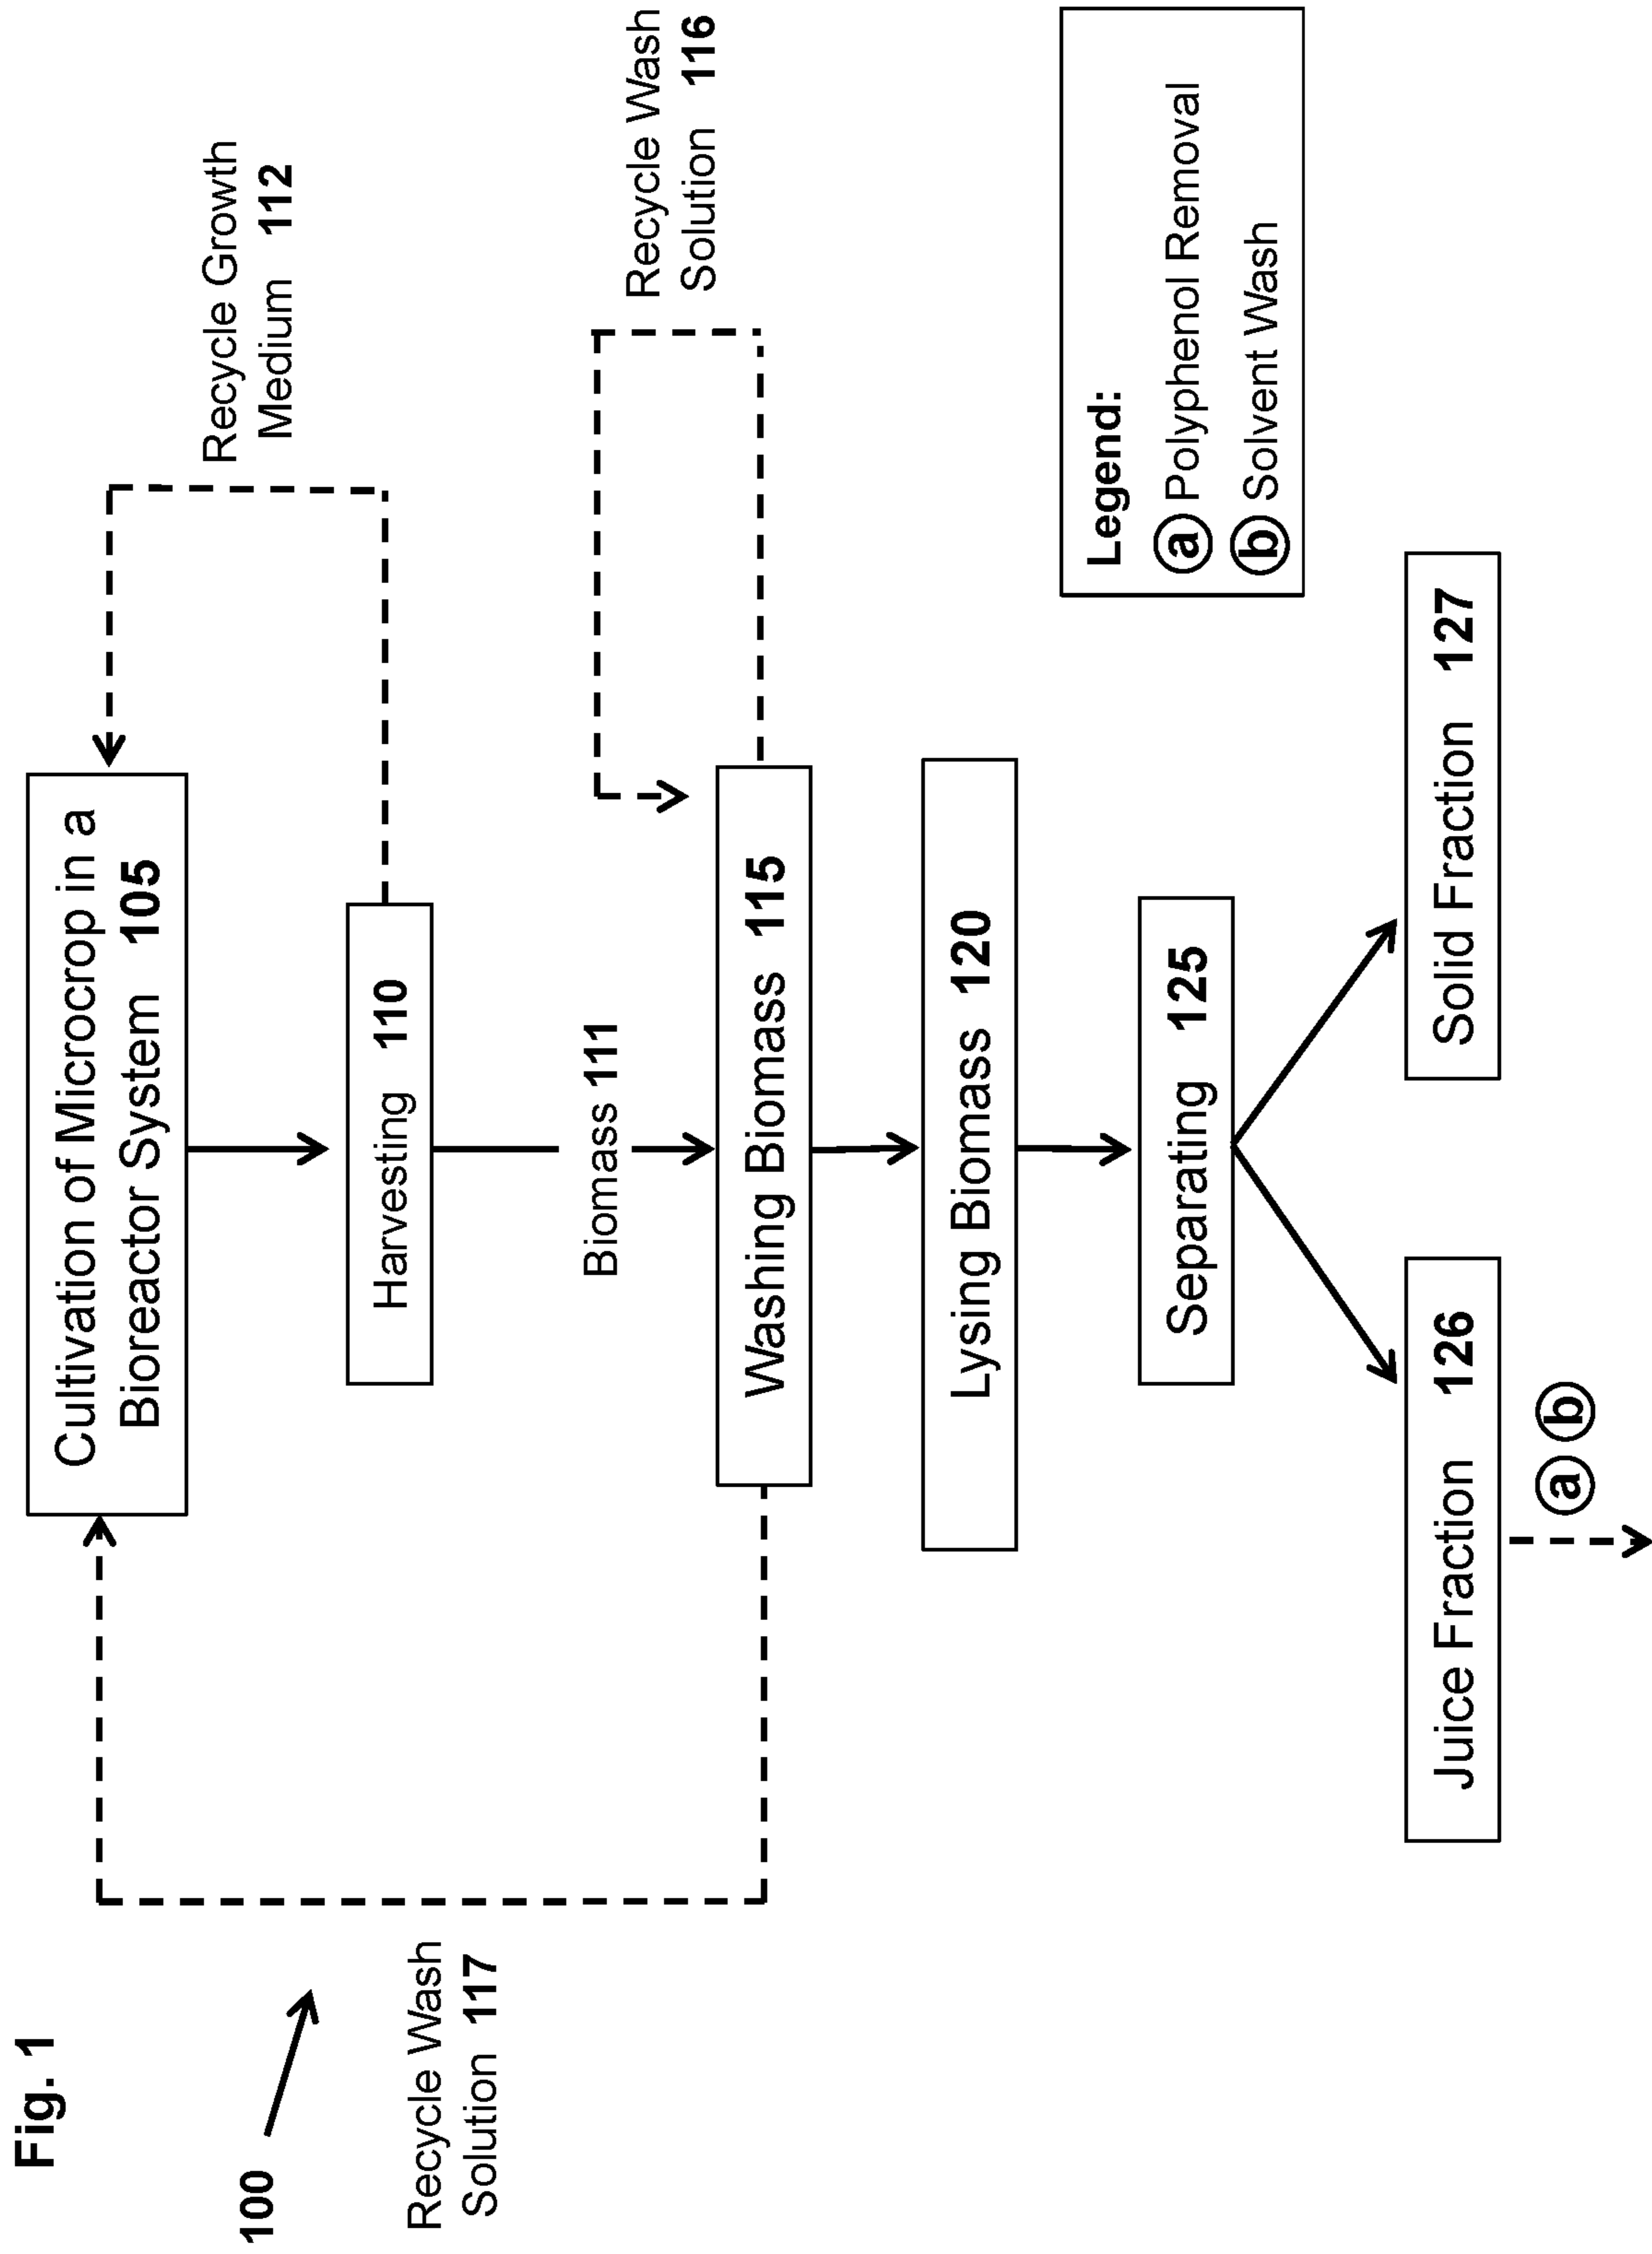 Fig. 1
100
Cultivation of Microcrop in a
Bioreactor System 105
Recycle Growth
Medium 112
Harvesting 110
Recycle Wash
Solution 117
Biomass 111
Recycle Wash
Solution 116
Washing Biomass 115
Lysing Biomass 120
Separating 125
Legend:
a Polyphenol Removal
b Solvent Wash
Juice Fraction 126
Solid Fraction 127
a b